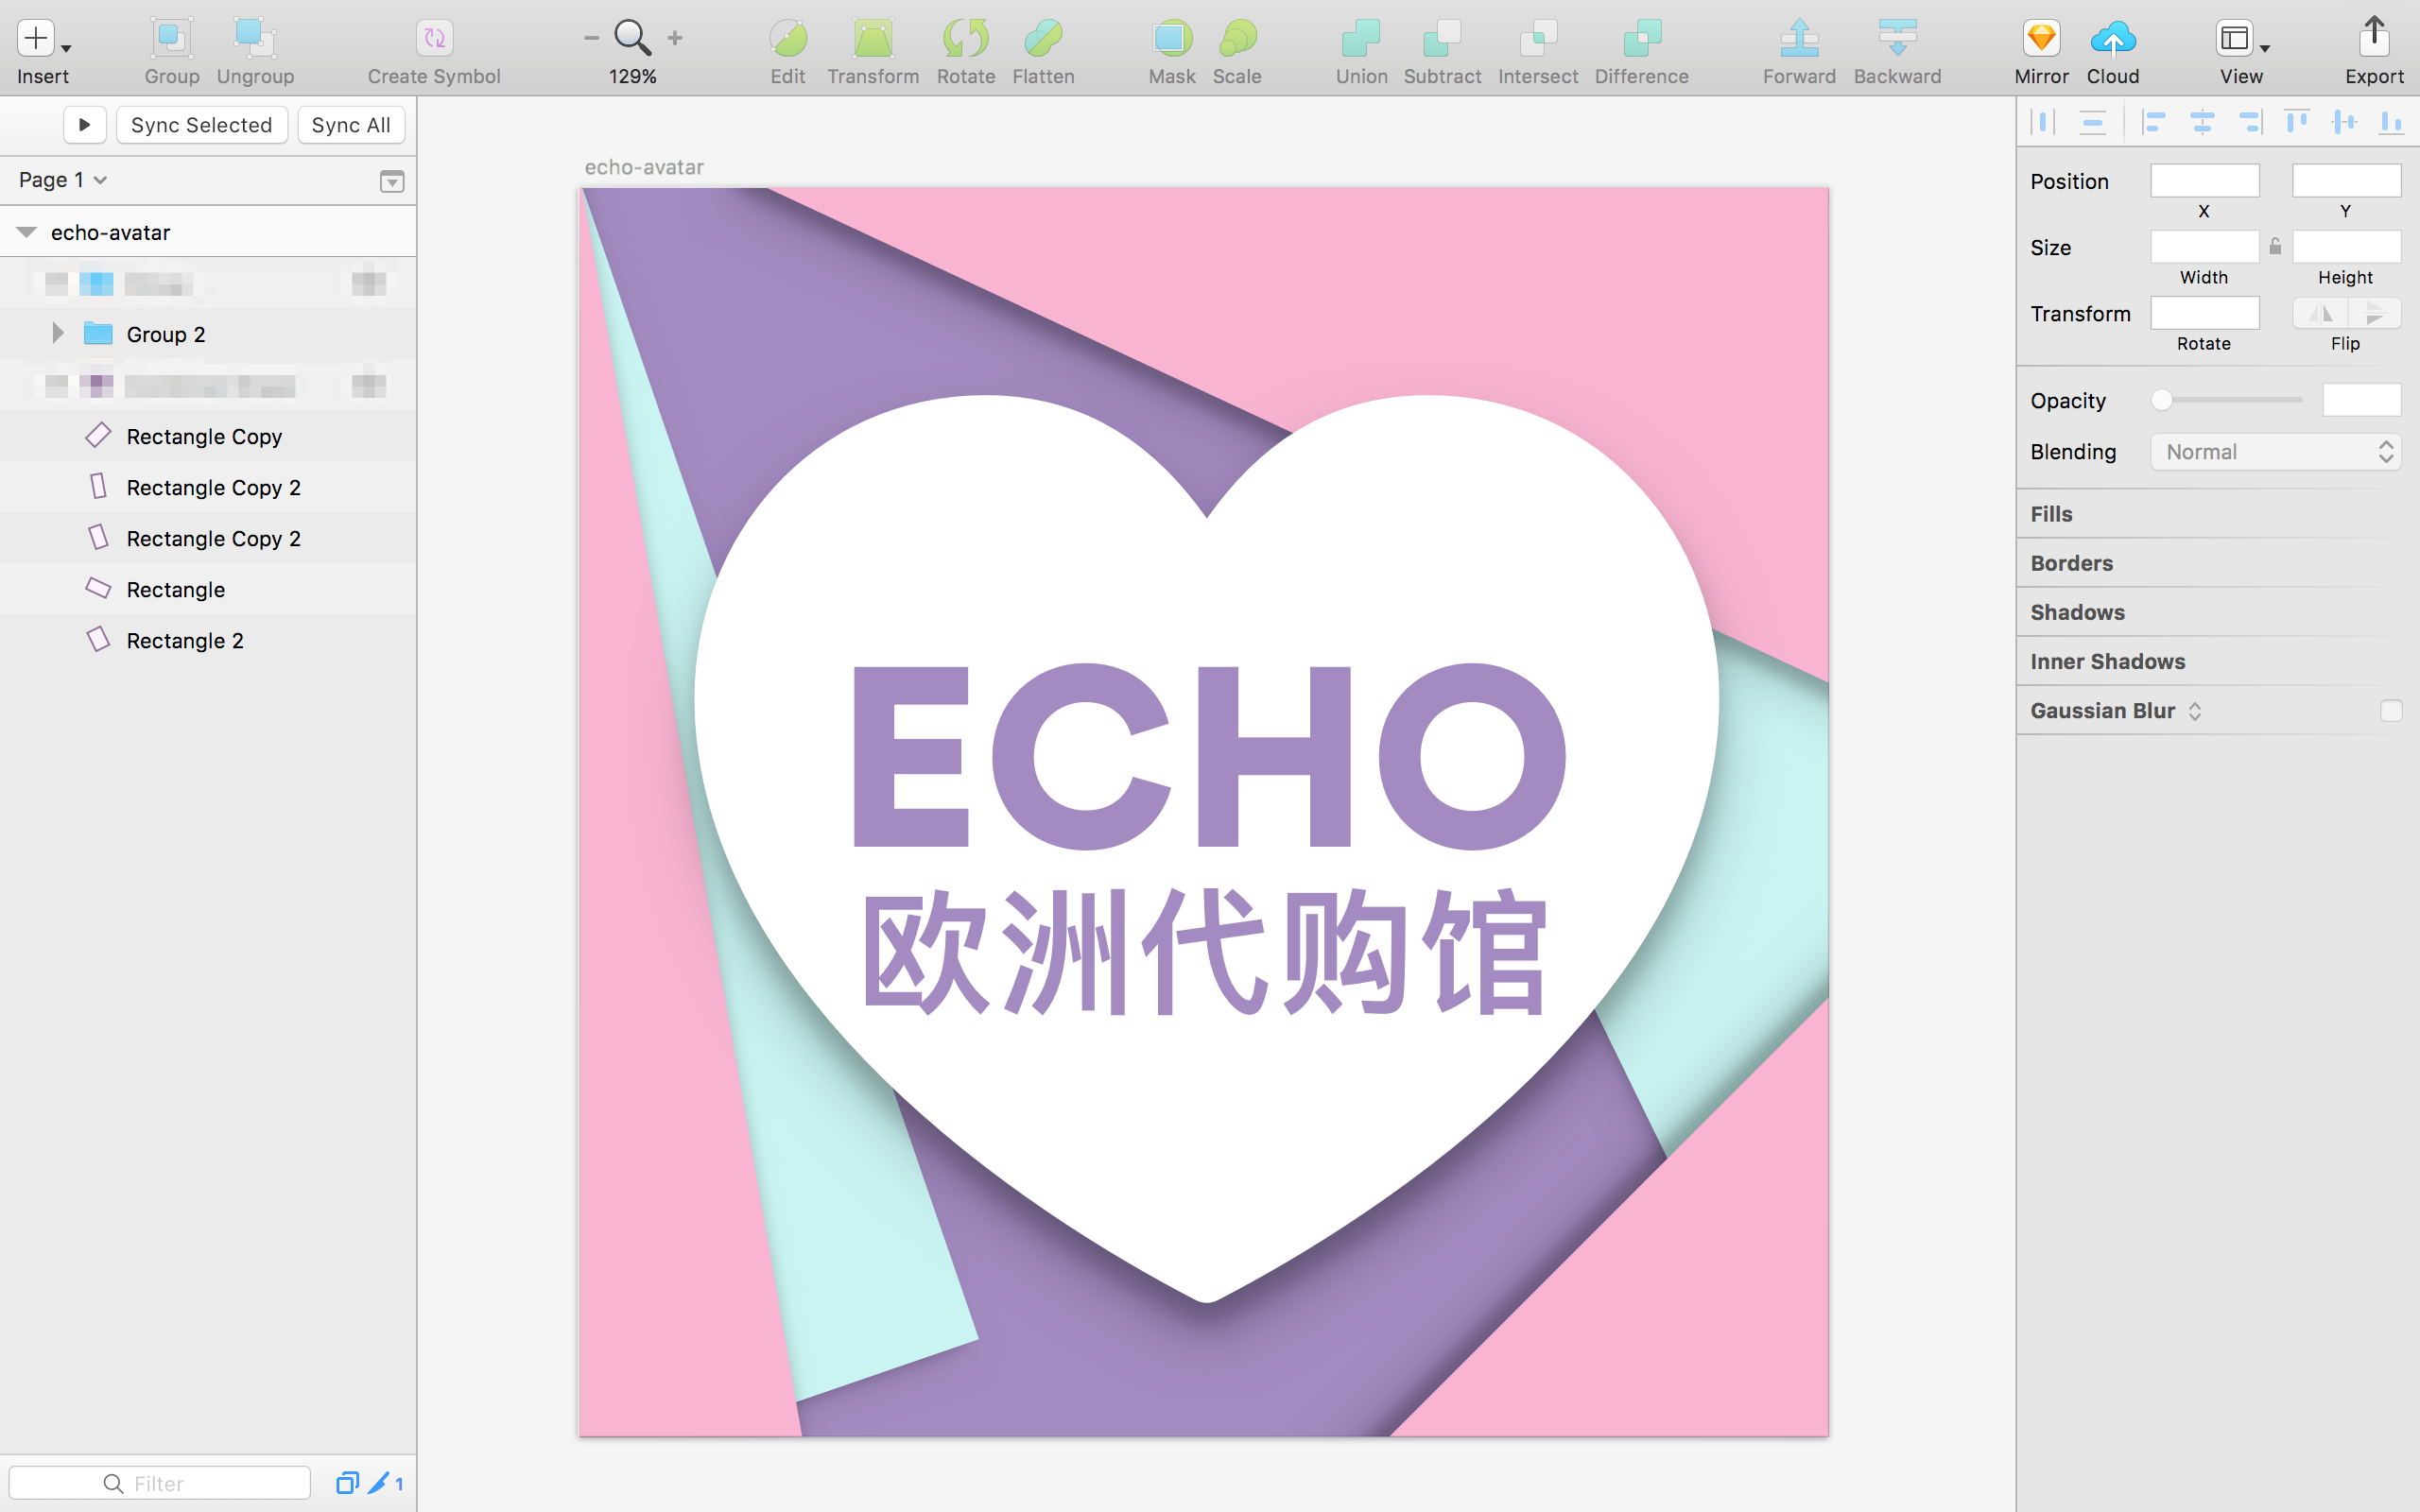 Insert
Group
Ungroup
Create Symbol
129%
Edit
Transform
Rotate
Flatten
Mask
Scale
Union
Subtract
Intersect
Difference
Forward
Backward
Mirror
Cloud
View
Export
Sync Selected
Sync All
Page 1
echo-avatar
Group 2
Rectangle Copy
Rectangle Copy 2
Rectangle Copy 2
Rectangle
Rectangle 2
Filter
1
echo-avatar
ECHO
欧洲代购馆
Position
X
Y
Size
Width
Height
Transform
Rotate
Flip
Opacity
Blending
Normal
Fills
Borders
Shadows
Inner Shadows
Gaussian Blur